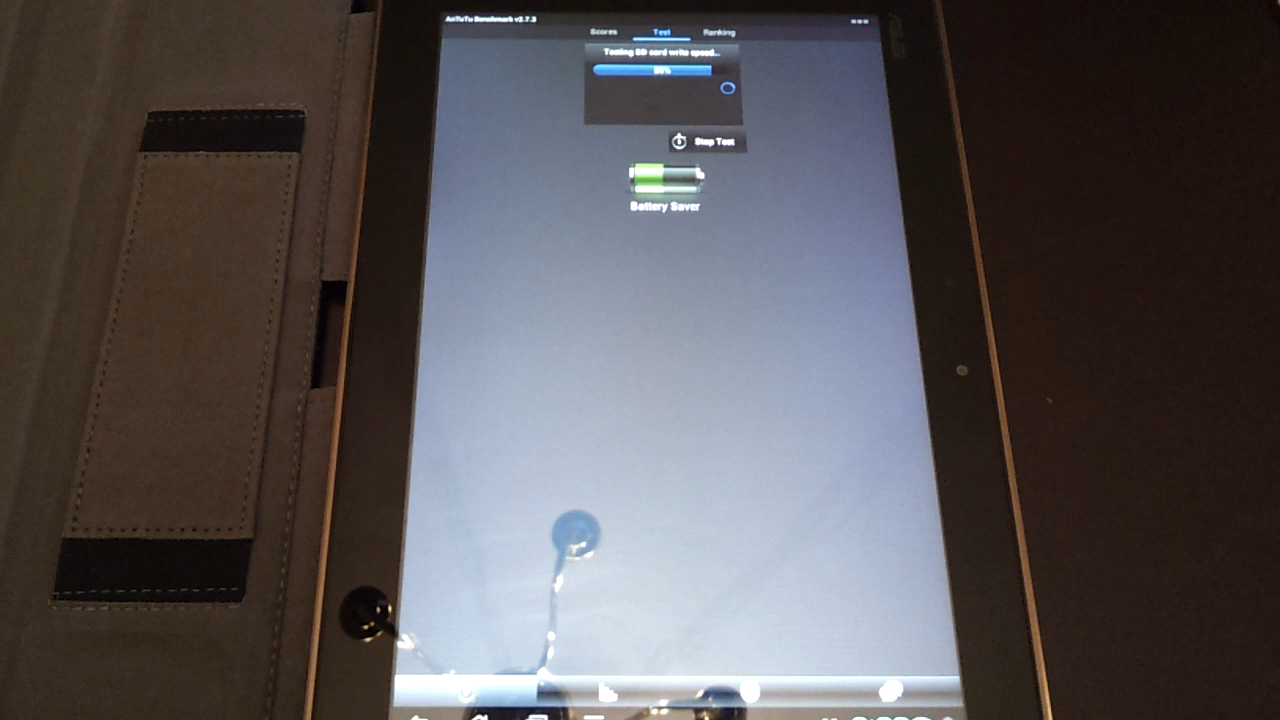 AnTuTu Benchmark v2.7.3
Scores Test Ranking
Testing SD card write speed...
Stop Test
Battery Saver